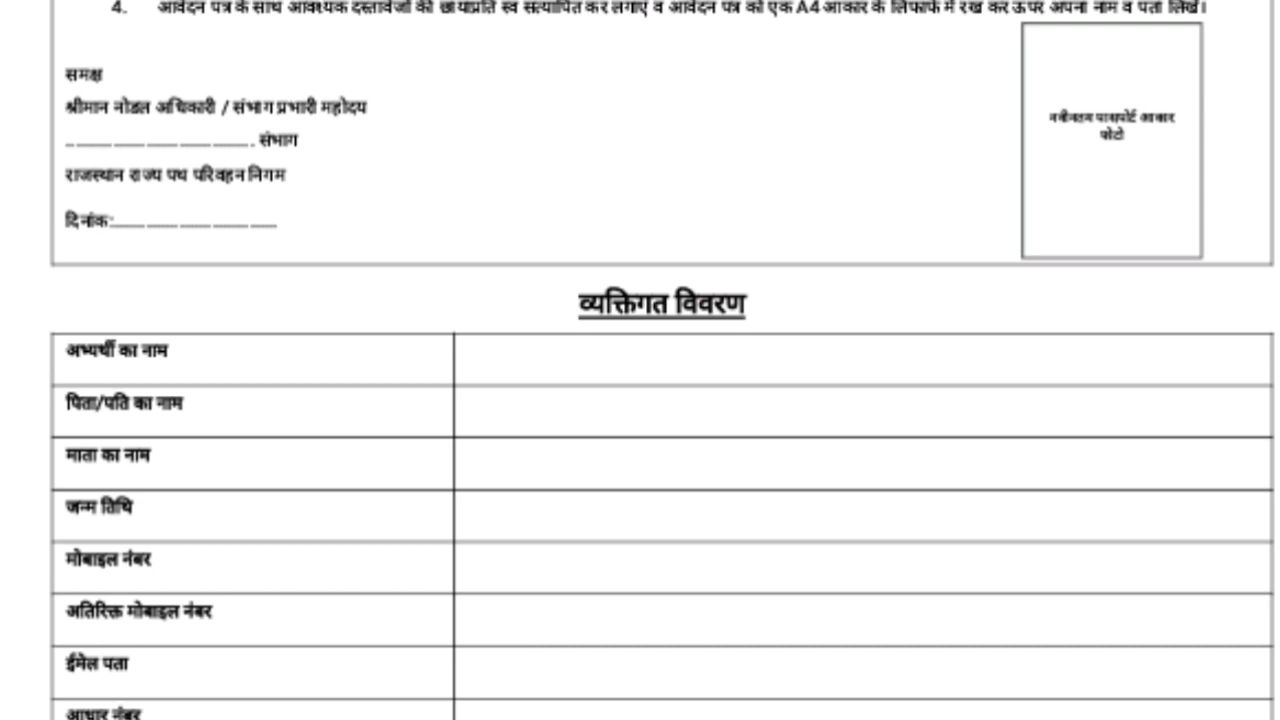 4. आवेदन पत्र के साथ आवश्यक दस्तावेजों की छायाप्रति स्व सत्यापित कर लगाएं व आवेदन पत्र को एक A4 आकार के लिफाफे में रख कर ऊपर अपना नाम व पता लिखें।
समक्ष
श्रीमान नोडल अधिकारी / संभाग प्रभारी महोदय
_________________. संभाग
राजस्थान राज्य पथ परिवहन निगम
दिनांक:_______________
नवीनतम पासपोर्ट आकार
फोटो
व्यक्तिगत विवरण
अभ्यर्थी का नाम
पिता/पति का नाम
माता का नाम
जन्म तिथि
मोबाइल नंबर
अतिरिक्त मोबाइल नंबर
ईमेल पता
आधार नंबर